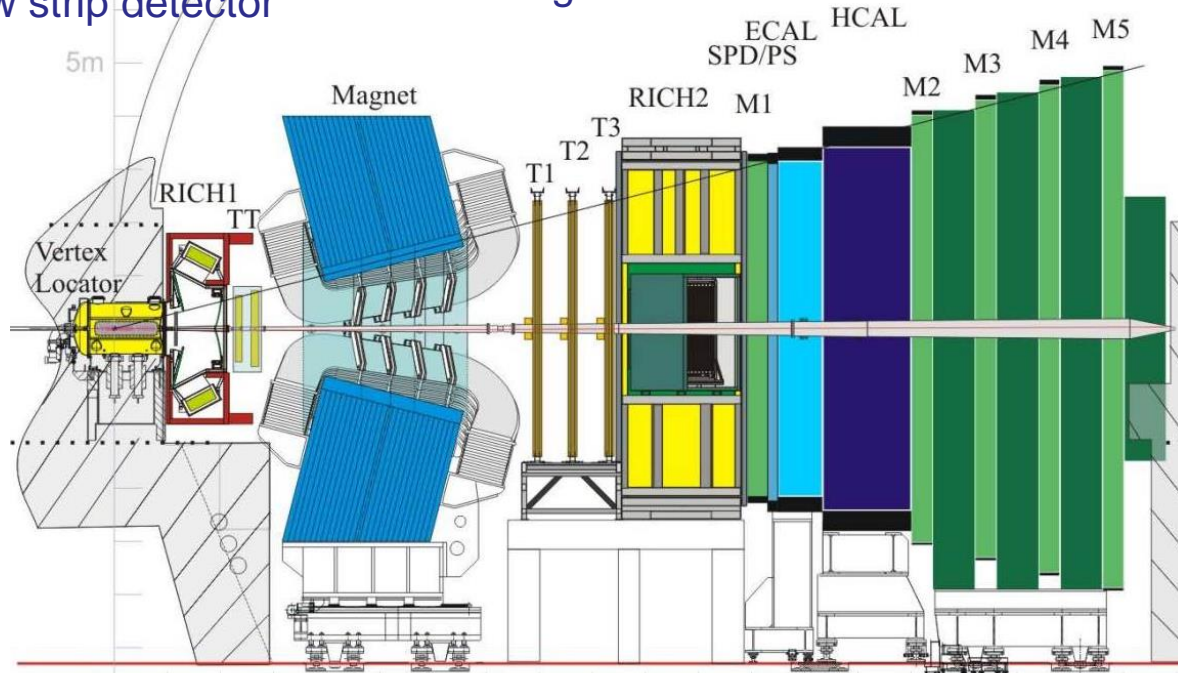 strip detector
5m
Magnet
RICH1
TT
Vertex
Locator
T1
T2
T3
RICH2
SPD/PS
M1
ECAL
HCAL
M2
M3
M4
M5